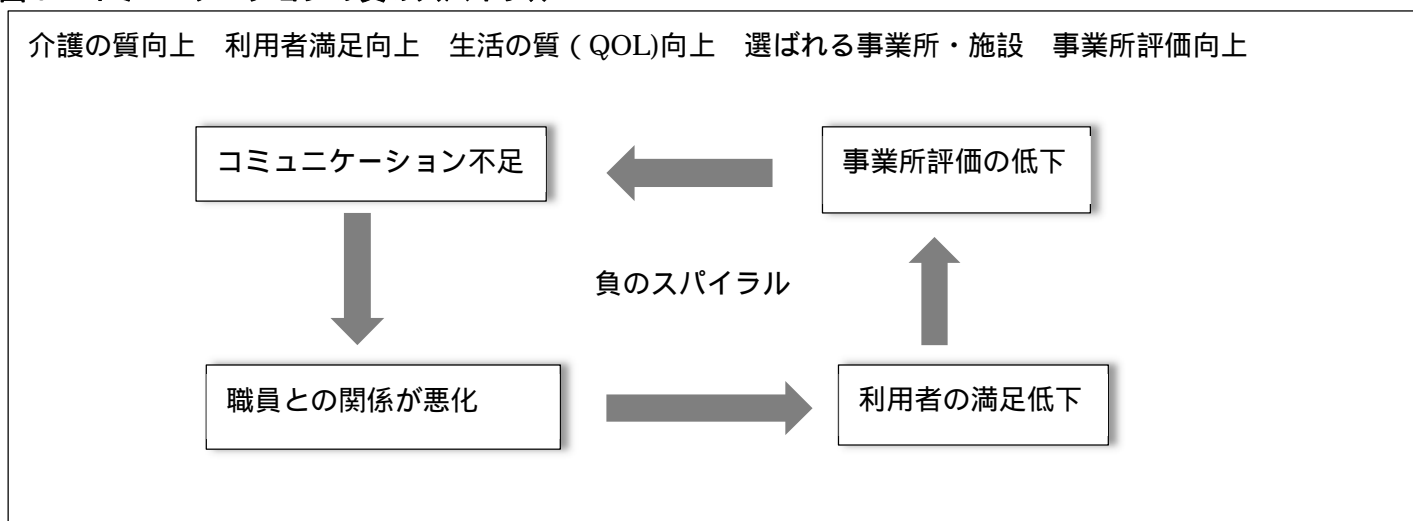 介護の質向上　利用者満足向上　生活の質（QOL)向上　選ばれる事業所・施設　事業所評価向上
コミュニケーション不足
事業所評価の低下
負のスパイラル
職員との関係が悪化
利用者の満足低下